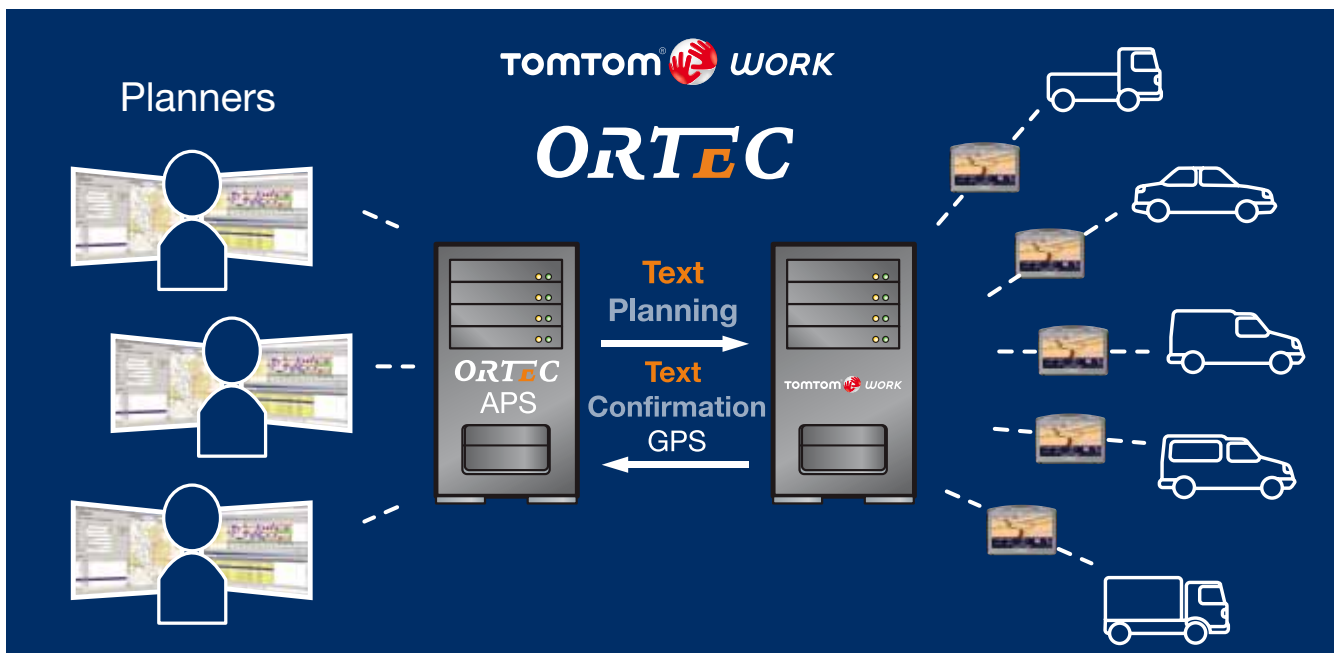 TOMTOM® WORK
Planners
ORTEC
Text
Planning
ORTEC
APS
Text
Confirmation
GPS
TOMTOM WORK